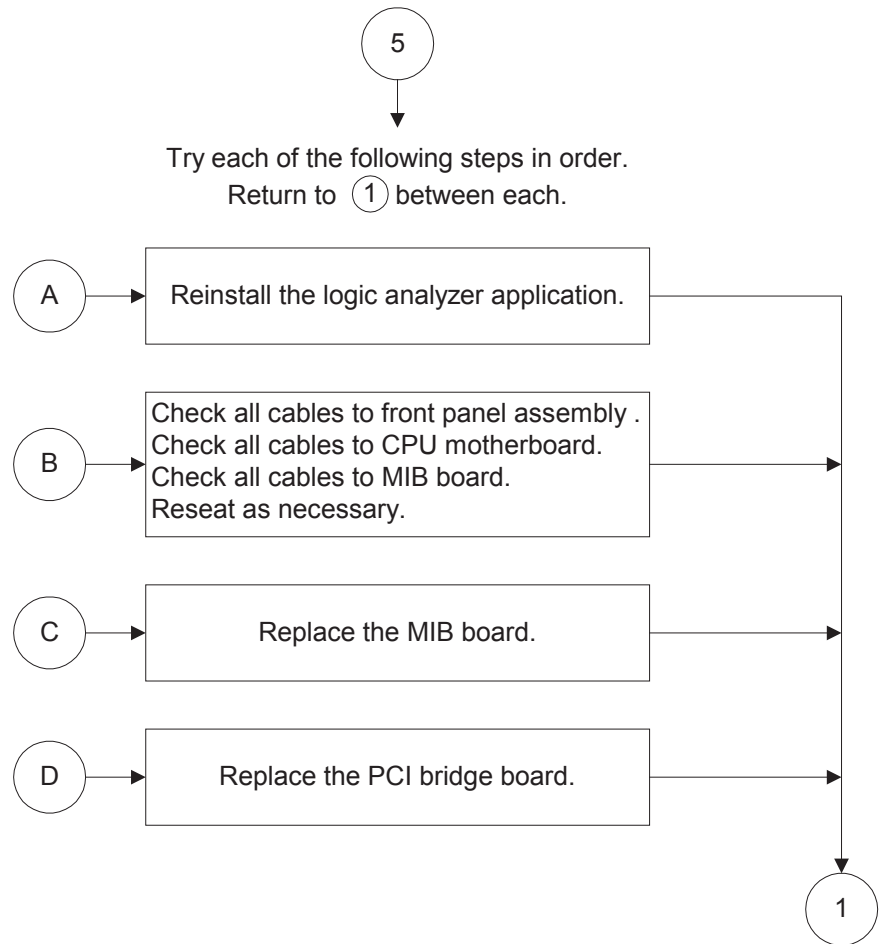 5
Try each of the following steps in order.
Return to 1 between each.
A
Reinstall the logic analyzer application.
B
Check all cables to front panel assembly .
Check all cables to CPU motherboard.
Check all cables to MIB board.
Reseat as necessary.
C
Replace the MIB board.
D
Replace the PCI bridge board.
1